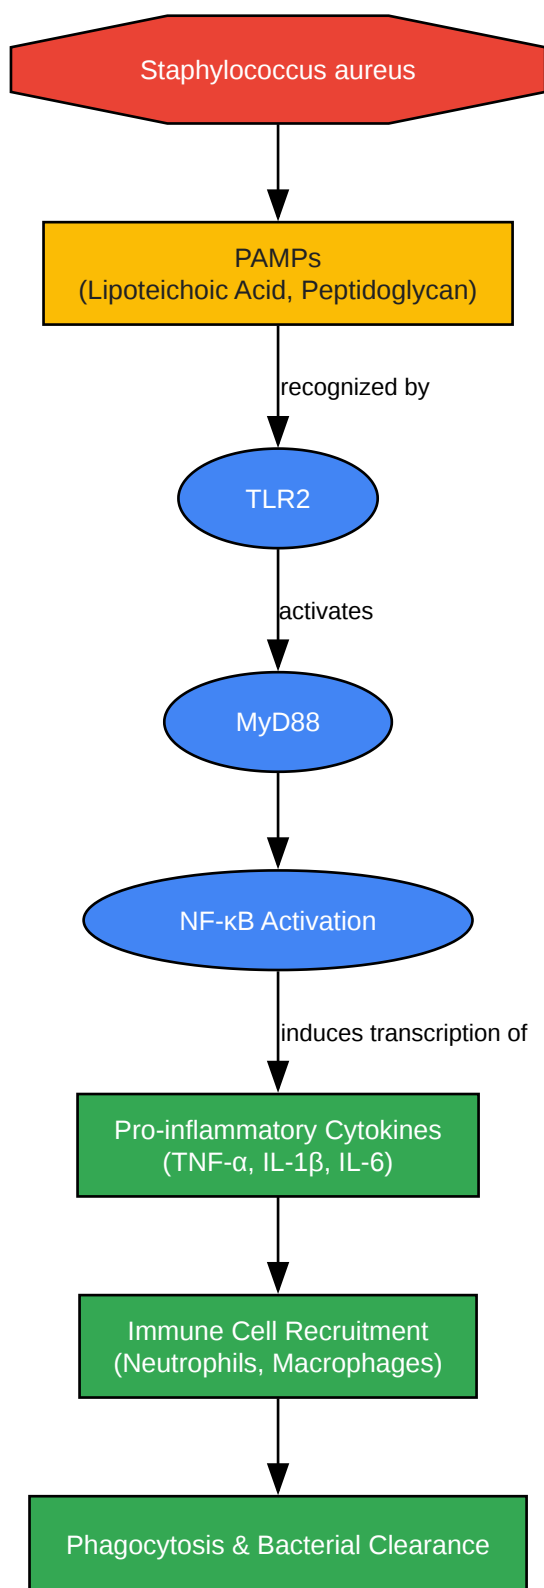 Staphylococcus aureus
PAMPs
(Lipoteichoic Acid, Peptidoglycan)
recognized by
TLR2
activates
MyD88
NF-κB Activation
induces transcription of
Pro-inflammatory Cytokines
(TNF-α, IL-1β, IL-6)
Immune Cell Recruitment
(Neutrophils, Macrophages)
Phagocytosis & Bacterial Clearance